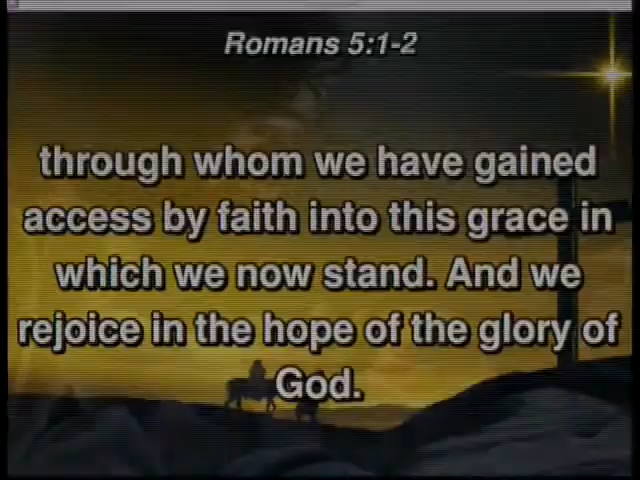 Romans 5:1-2
through whom we have gained
access by faith into this grace in
which we now stand. And we
rejoice in the hope of the glory of
God.